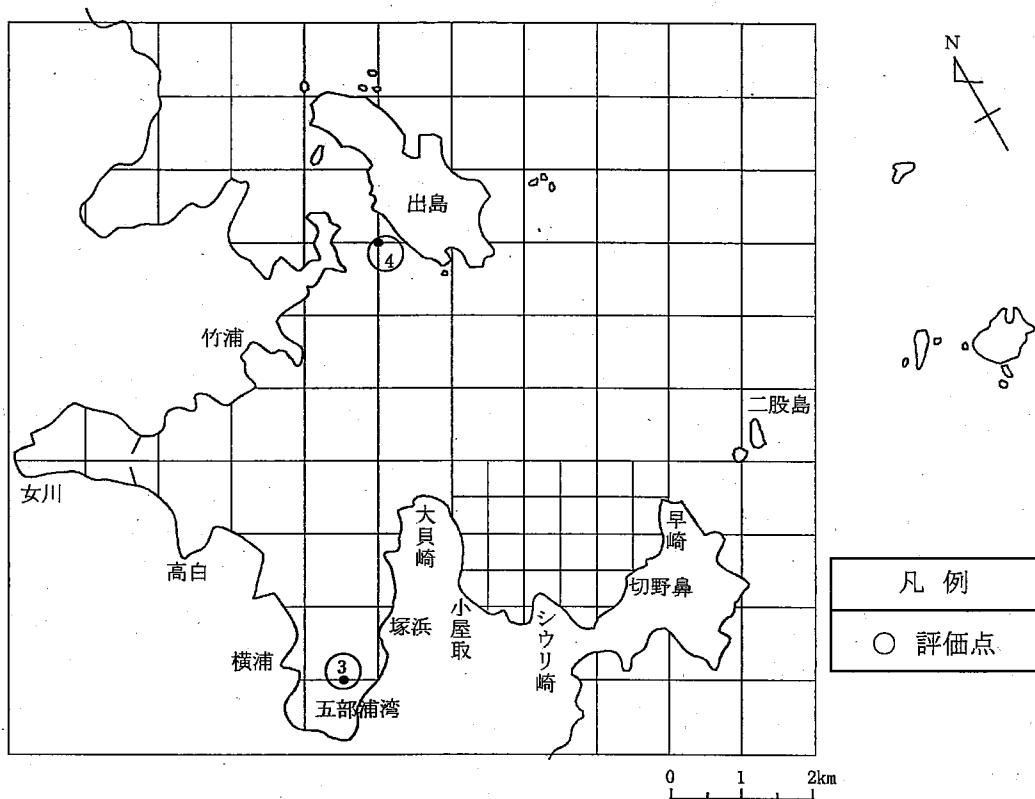 N
出島
4
竹浦
二股島
女川
大貝崎
早崎
高白
切野鼻
小屋取
シウリ崎
塚浜
横浦
3
五部浦湾
凡例
○ 評価点
0 1 2km